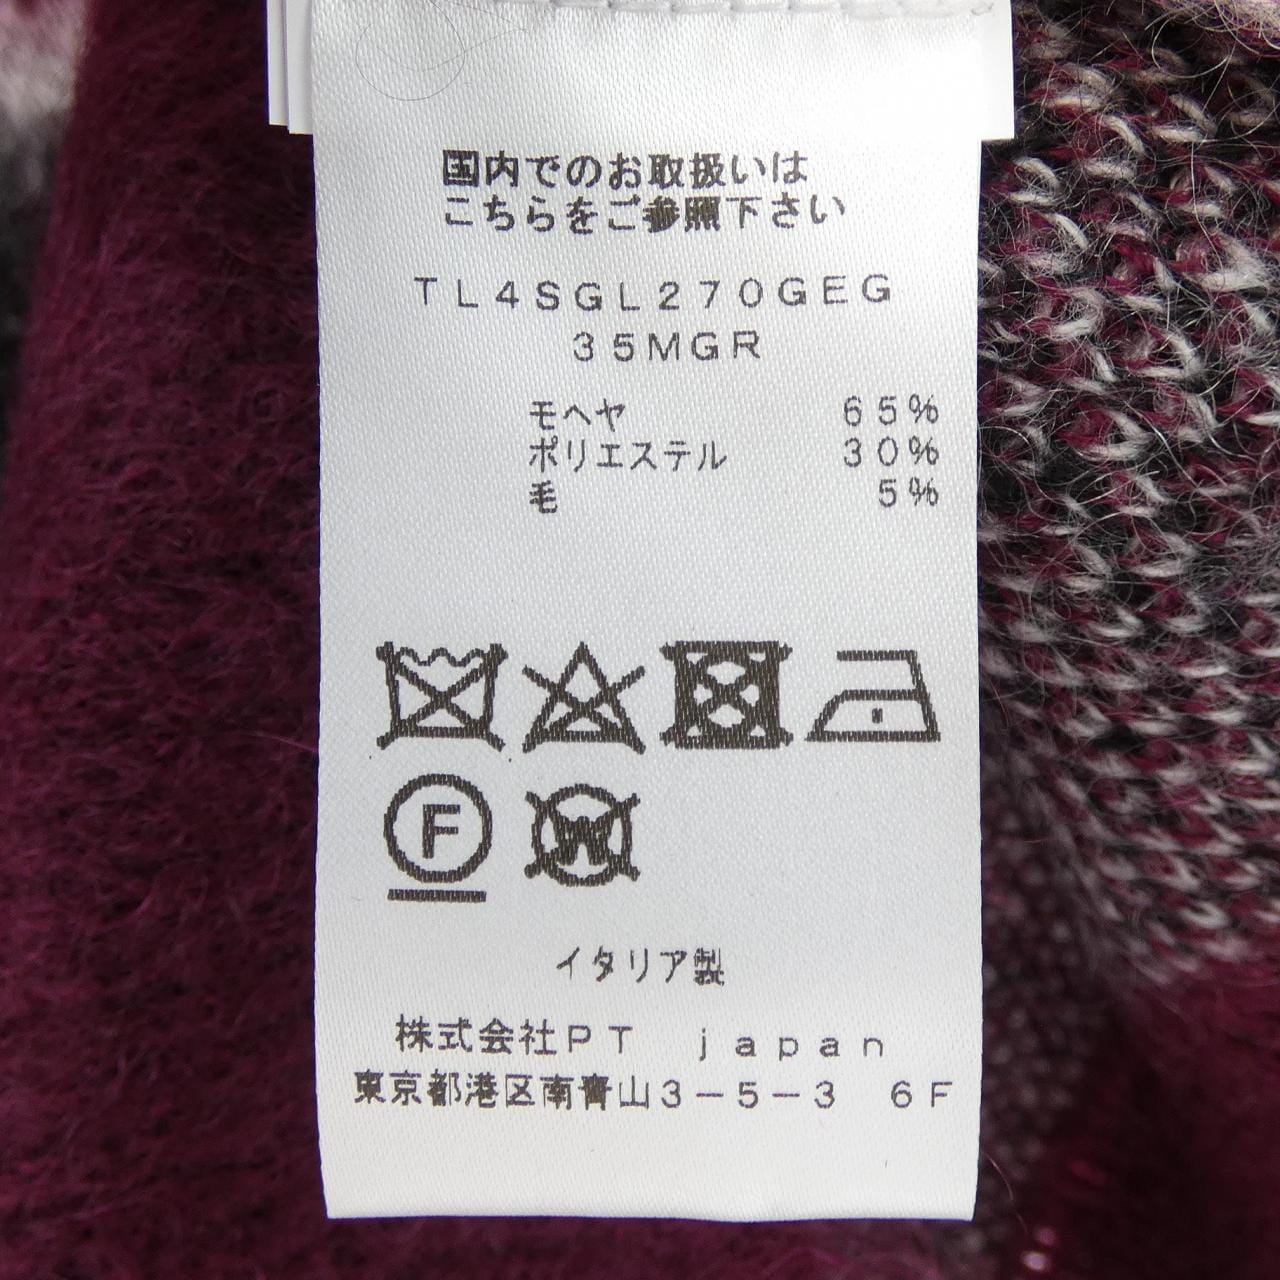 国内でのお取扱いは
こちらをご参照下さい
TL4SGL270GEG
35MGR
モヘヤ 65%
ポリエステル 30%
毛 5%
F W
イタリア製
株式会社PT japan
東京都港区南青山3-5-3 6F